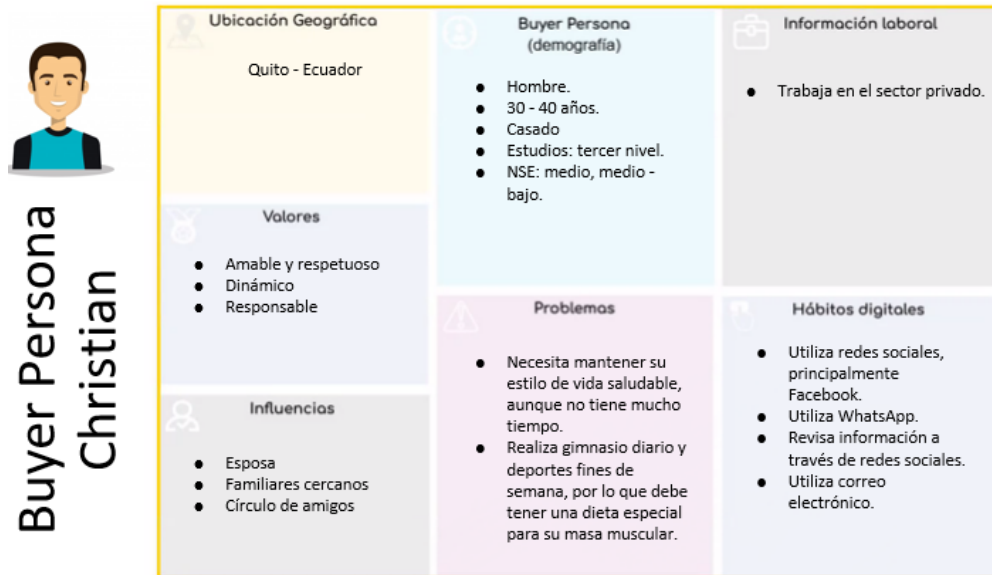 Buyer Persona
Christian
Ubicación Geográfica
Quito - Ecuador
Valores
● Amable y respetuoso
● Dinámico
● Responsable
Influencias
● Esposa
● Familiares cercanos
● Círculo de amigos
Buyer Persona
(demografía)
● Hombre.
● 30 - 40 años.
● Casado
● Estudios: tercer nivel.
● NSE: medio, medio -
bajo.
Problemas
● Necesita mantener su
estilo de vida saludable,
aunque no tiene mucho
tiempo.
● Realiza gimnasio diario y
deportes fines de
semana, por lo que debe
tener una dieta especial
para su masa muscular.
Información laboral
● Trabaja en el sector privado.
Hábitos digitales
● Utiliza redes sociales,
principalmente
Facebook.
● Utiliza WhatsApp.
● Revisa información a
través de redes sociales.
● Utiliza correo
electrónico.